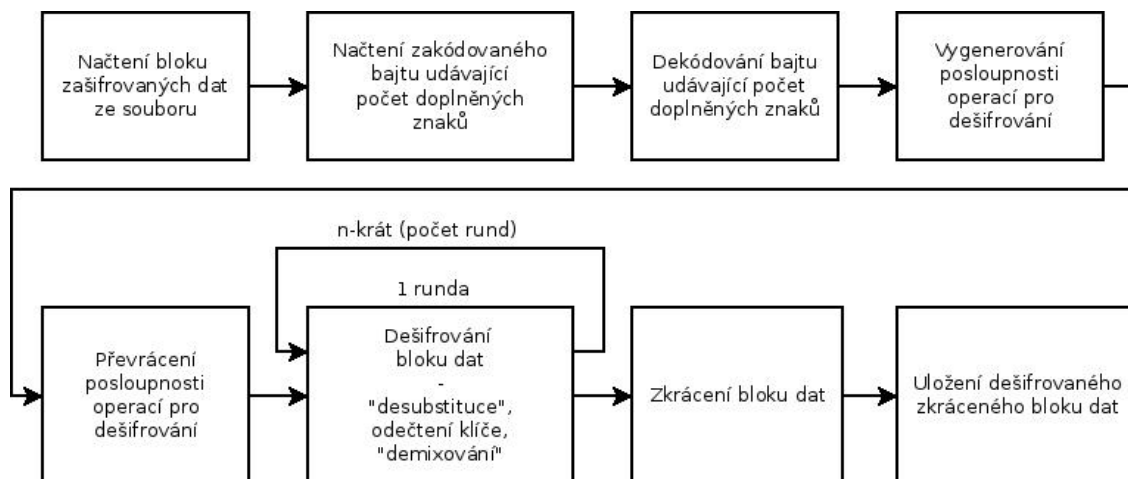 Načtení bloku
zašifrovaných dat
ze souboru
Načtení zakódovaného
bajtu udávající
počet doplněných
znaků
Dekódování bajtu
udávající počet
doplněných znaků
Vygenerování
posloupnosti
operací pro
dešifrování
n-krát (počet rund)
1 runda
Převrácení
posloupnosti
operací pro
dešifrování
Dešifrování
bloku dat
-
"desubstituce",
odečtení klíče,
"demixování"
Zkrácení bloku dat
Uložení dešifrovaného
zkráceného bloku dat